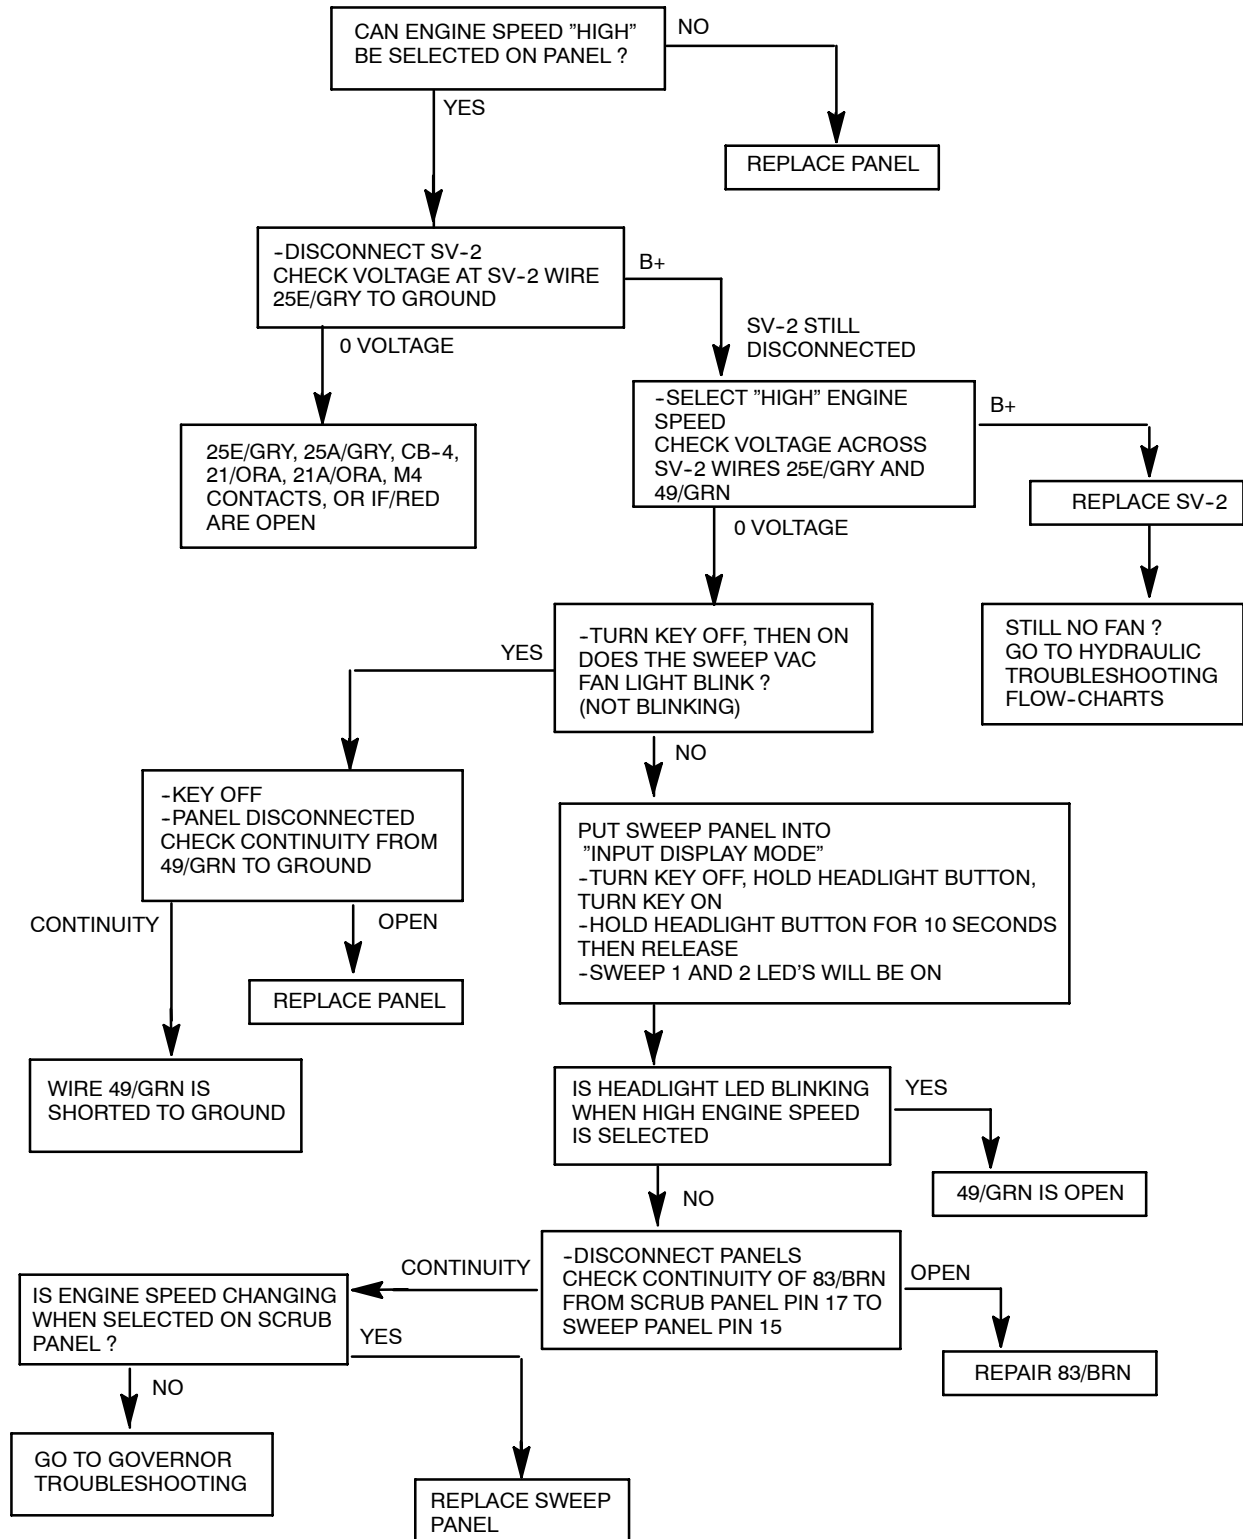 CAN ENGINE SPEED ”HIGH”
BE SELECTED ON PANEL ?
NO
YES
REPLACE PANEL
--DISCONNECT SV--2
CHECK VOLTAGE AT SV--2 WIRE
25E/GRY TO GROUND
B+
0 VOLTAGE
SV--2 STILL
DISCONNECTED
25E/GRY, 25A/GRY, CB--4,
21/ORA, 21A/ORA, M4
CONTACTS, OR IF/RED
ARE OPEN
--SELECT ”HIGH” ENGINE
SPEED
CHECK VOLTAGE ACROSS
SV--2 WIRES 25E/GRY AND
49/GRN
B+
0 VOLTAGE
REPLACE SV--2
STILL NO FAN ?
GO TO HYDRAULIC
TROUBLESHOOTING
FLOW--CHARTS
--TURN KEY OFF, THEN ON
DOES THE SWEEP VAC
FAN LIGHT BLINK ?
(NOT BLINKING)
YES
NO
--KEY OFF
--PANEL DISCONNECTED
CHECK CONTINUITY FROM
49/GRN TO GROUND
CONTINUITY
OPEN
REPLACE PANEL
WIRE 49/GRN IS
SHORTED TO GROUND
PUT SWEEP PANEL INTO
”INPUT DISPLAY MODE”
--TURN KEY OFF, HOLD HEADLIGHT BUTTON,
TURN KEY ON
--HOLD HEADLIGHT BUTTON FOR 10 SECONDS
THEN RELEASE
--SWEEP 1 AND 2 LED’S WILL BE ON
IS HEADLIGHT LED BLINKING
WHEN HIGH ENGINE SPEED
IS SELECTED
YES
NO
49/GRN IS OPEN
--DISCONNECT PANELS
CHECK CONTINUITY OF 83/BRN
FROM SCRUB PANEL PIN 17 TO
SWEEP PANEL PIN 15
CONTINUITY
OPEN
REPAIR 83/BRN
IS ENGINE SPEED CHANGING
WHEN SELECTED ON SCRUB
PANEL ?
YES
NO
GO TO GOVERNOR
TROUBLESHOOTING
REPLACE SWEEP
PANEL